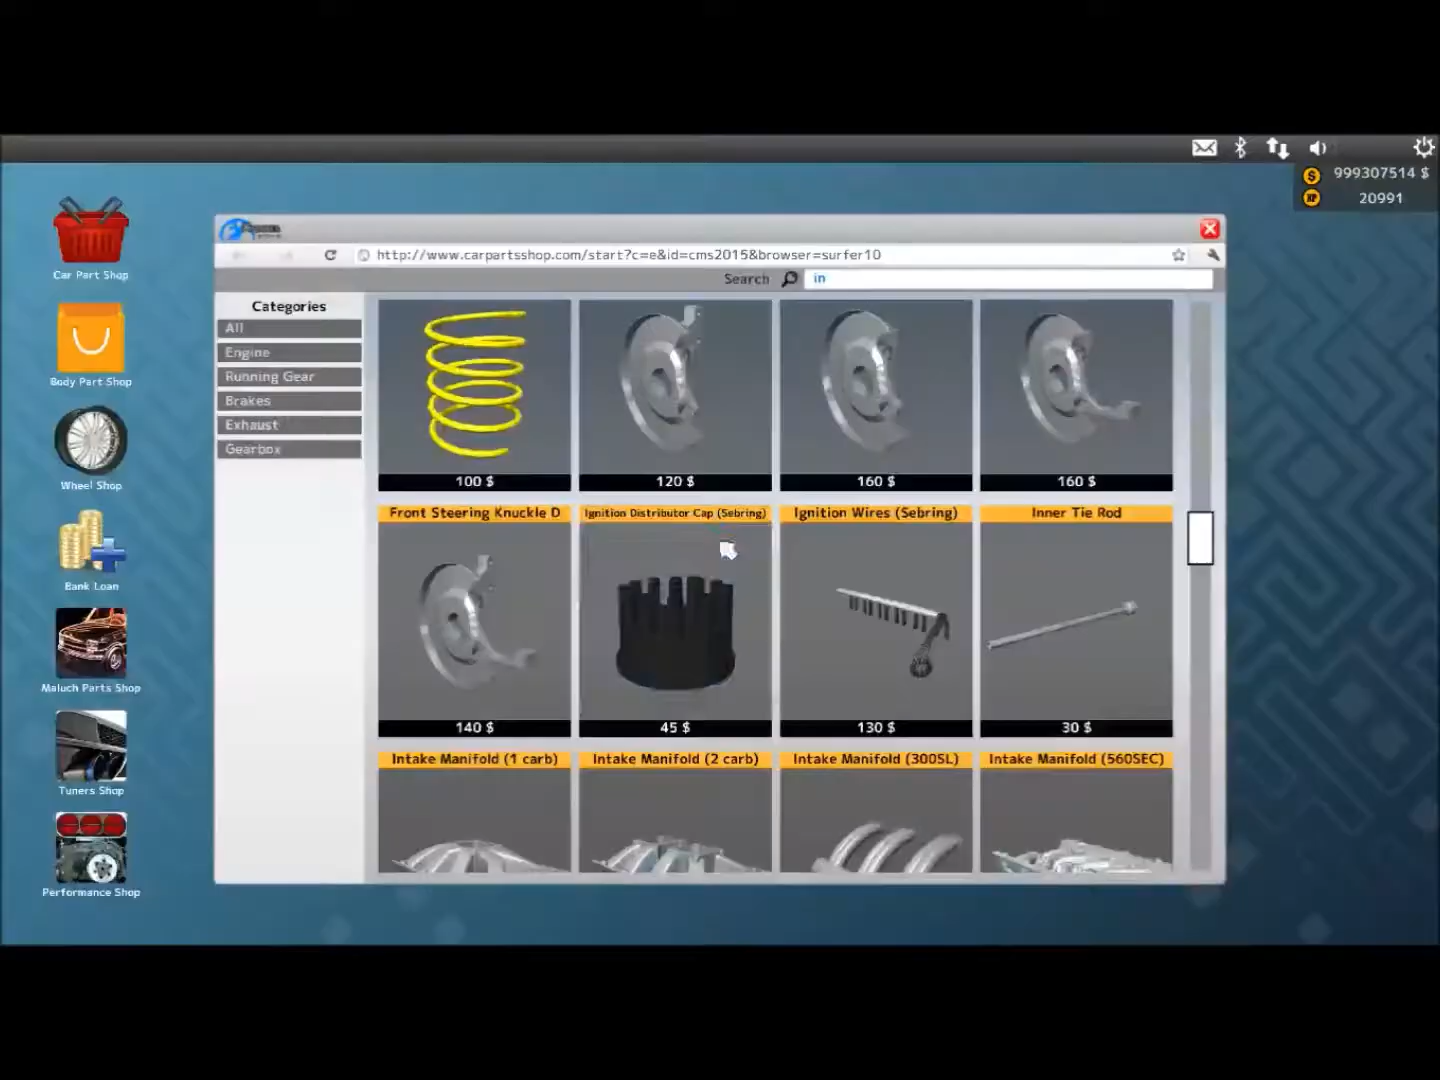 999307514 $
20991
http://www.carpartsshop.com/start?c=e&id=cms2015&browser=surfer10
Search
in
Categories
All
Engine
Running Gear
Brakes
Exhaust
Gearbox
Car Part Shop
Body Part Shop
Wheel Shop
Bank Loan
Maluch Parts Shop
Tuners Shop
Performance Shop
100 $
120 $
160 $
160 $
Front Steering Knuckle D
Ignition Distributor Cap (Sebring)
Ignition Wires (Sebring)
Inner Tie Rod
140 $
45 $
130 $
30 $
Intake Manifold (1 carb)
Intake Manifold (2 carb)
Intake Manifold (300SL)
Intake Manifold (560SEC)